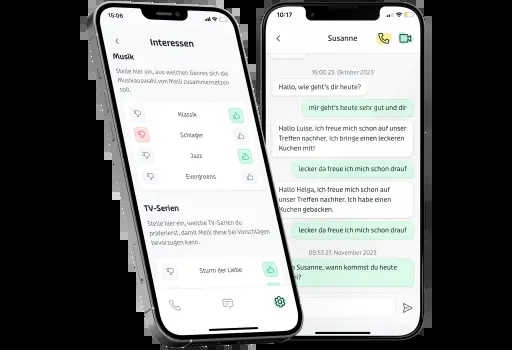 15:06
Interessen
Musik
Stelle hier ein, aus welchen Genres sich die
Musikauswahl von Meili zusammensetzen
soll.
Klassik
Schlager
Jazz
Evergreens
TV-Serien
Stelle hier ein, welche TV-Serien du
präferierst, damit Meili diese bei Vorschlägen
bevorzugen kann.
Sturm der Liebe
10:17
Susanne
16:00 23. Oktober 2023
Hallo, wie geht's dir heute?
mir geht's heute sehr gut und dir
Hallo Luise. Ich freue mich schon auf unser
Treffen nachher. Ich bringe einen leckeren
Kuchen mit!
lecker da freue ich mich schon drauf
Hallo Helga, ich freue mich schon auf
unser Treffen nachher. Ich habe einen
Kuchen gebacken.
lecker da freue ich mich schon drauf
09:53 27. November 2023
Susanne, wann kommst du heute